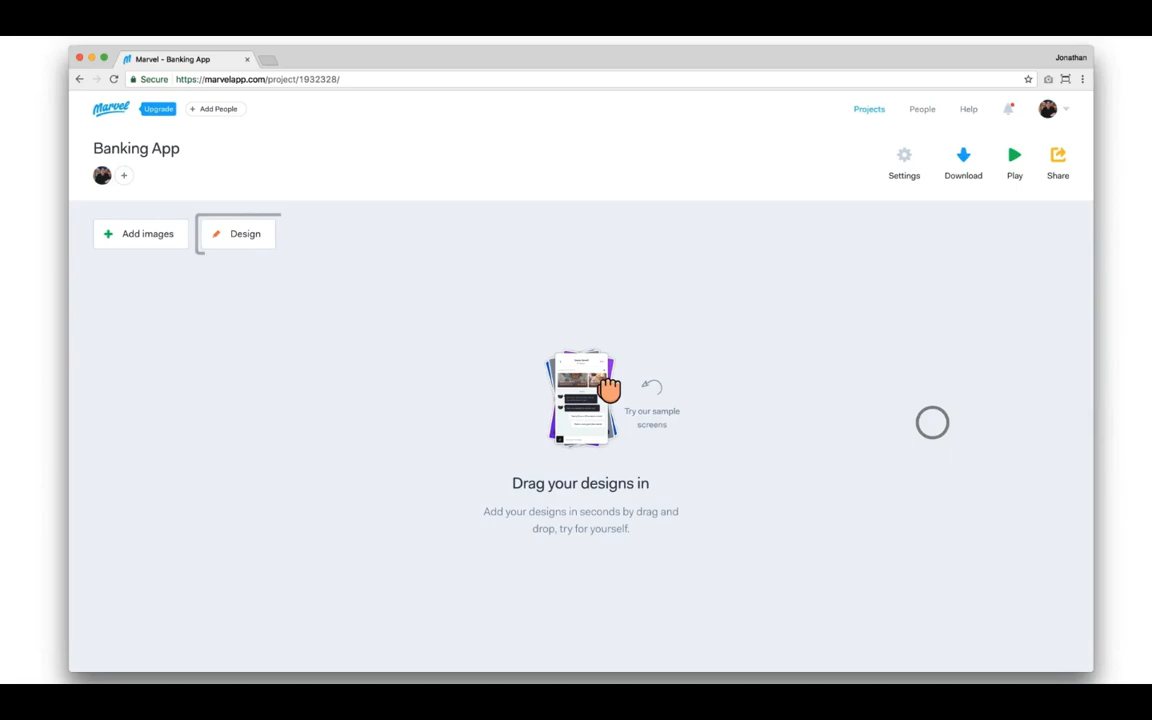 Marvel - Banking App
Jonathan
Secure https://marvelapp.com/project/1932328/
Marvel Upgrade + Add People Projects People Help
Banking App
+
Settings Download Play Share
+ Add images Design
Try our sample
screens
Drag your designs in
Add your designs in seconds by drag and
drop, try for yourself.